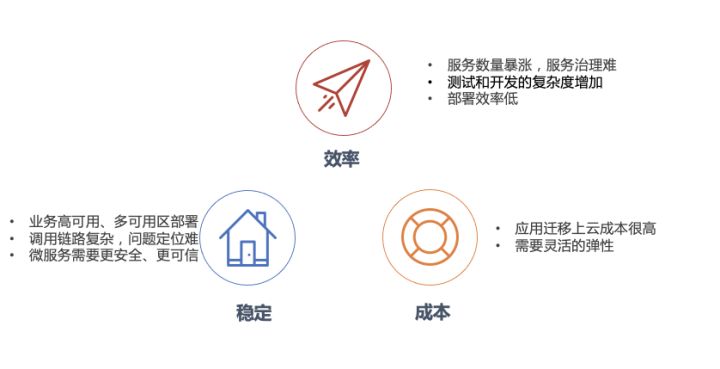 • 服务数量暴涨，服务治理难
• 测试和开发的复杂度增加
• 部署效率低
效率
• 业务高可用、多可用区部署
• 调用链路复杂，问题定位难
• 微服务需要更安全、更可信
稳定
• 应用迁移上云成本很高
• 需要灵活的弹性
成本